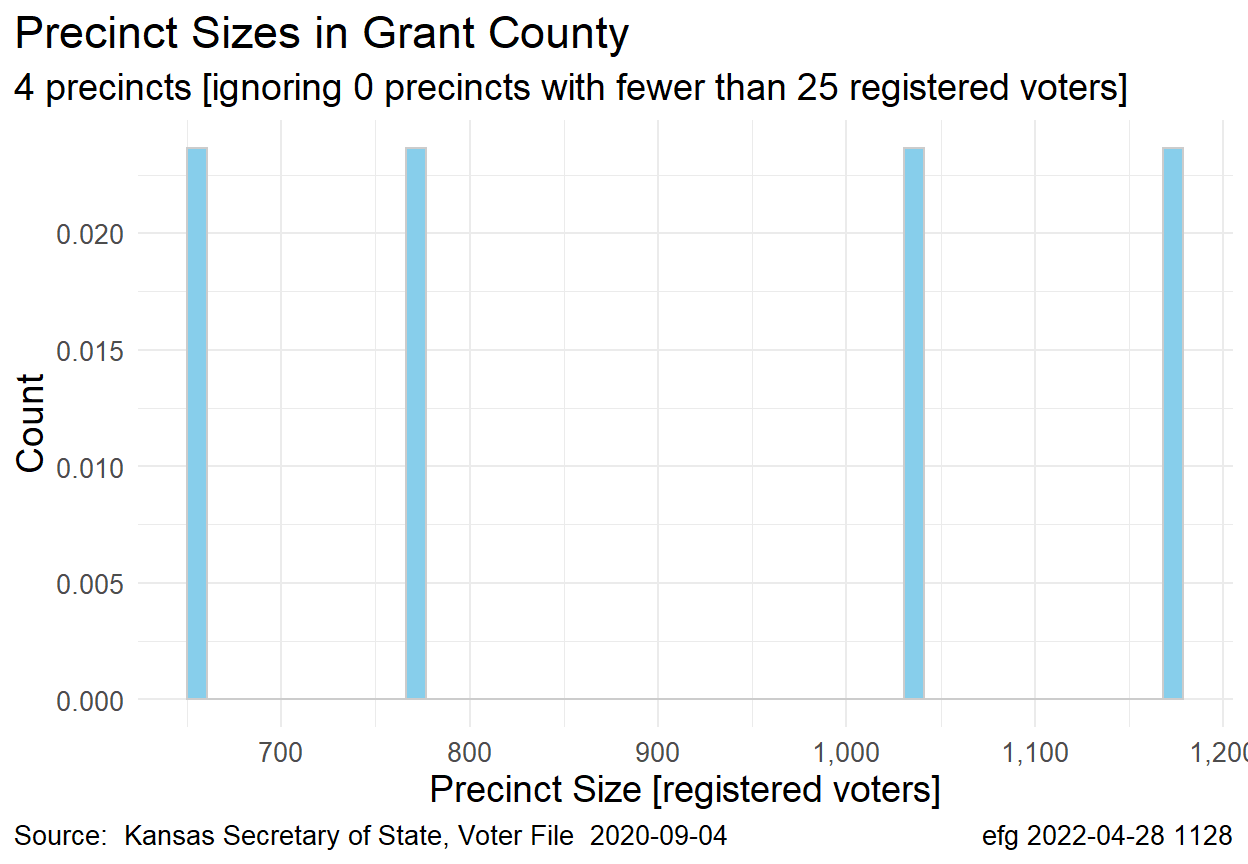 Precinct Sizes in Grant County
4 precincts [ignoring 0 precincts with fewer than 25 registered voters]
0.020
0.015
0.010
0.005
0.000
Count
700 800 900 1,000 1,100 1,200
Precinct Size [registered voters]
Source:  Kansas Secretary of State, Voter File  2020-09-04 efg 2022-04-28 1128